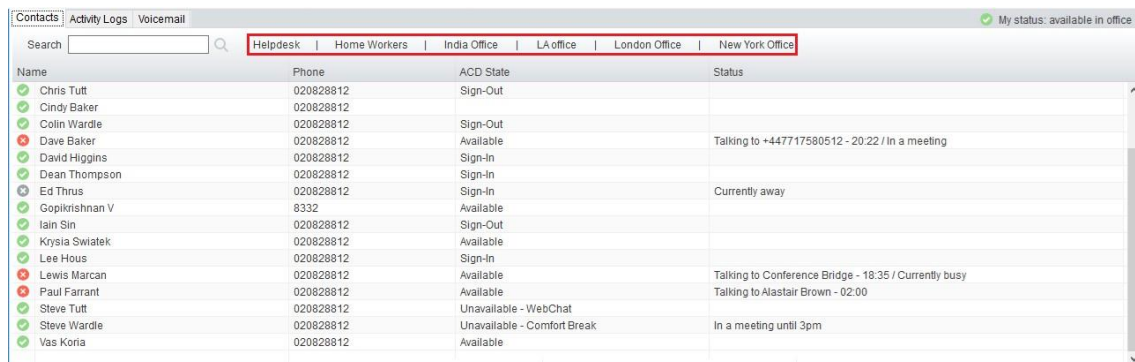 Contacts Activity Logs Voicemail My status: available in office
Search Helpdesk | Home Workers | India Office | LA office | London Office | New York Office
Name Phone ACD State Status
Chris Tutt 020828812 Sign-Out
Cindy Baker 020828812
Colin Wardle 020828812 Sign-Out
Dave Baker 020828812 Available Talking to +447717580512 - 20:22 / In a meeting
David Higgins 020828812 Sign-In
Dean Thompson 020828812 Sign-In
Ed Thrus 020828812 Sign-In Currently away
Gopikrishnan V 8332 Available
Iain Sin 020828812 Sign-Out
Krysia Swiatek 020828812 Available
Lee Hous 020828812 Sign-In
Lewis Marcan 020828812 Available Talking to Conference Bridge - 18:35 / Currently busy
Paul Farrant 020828812 Available Talking to Alastair Brown - 02:00
Steve Tutt 020828812 Unavailable - WebChat
Steve Wardle 020828812 Unavailable - Comfort Break In a meeting until 3pm
Vas Koria 020828812 Available